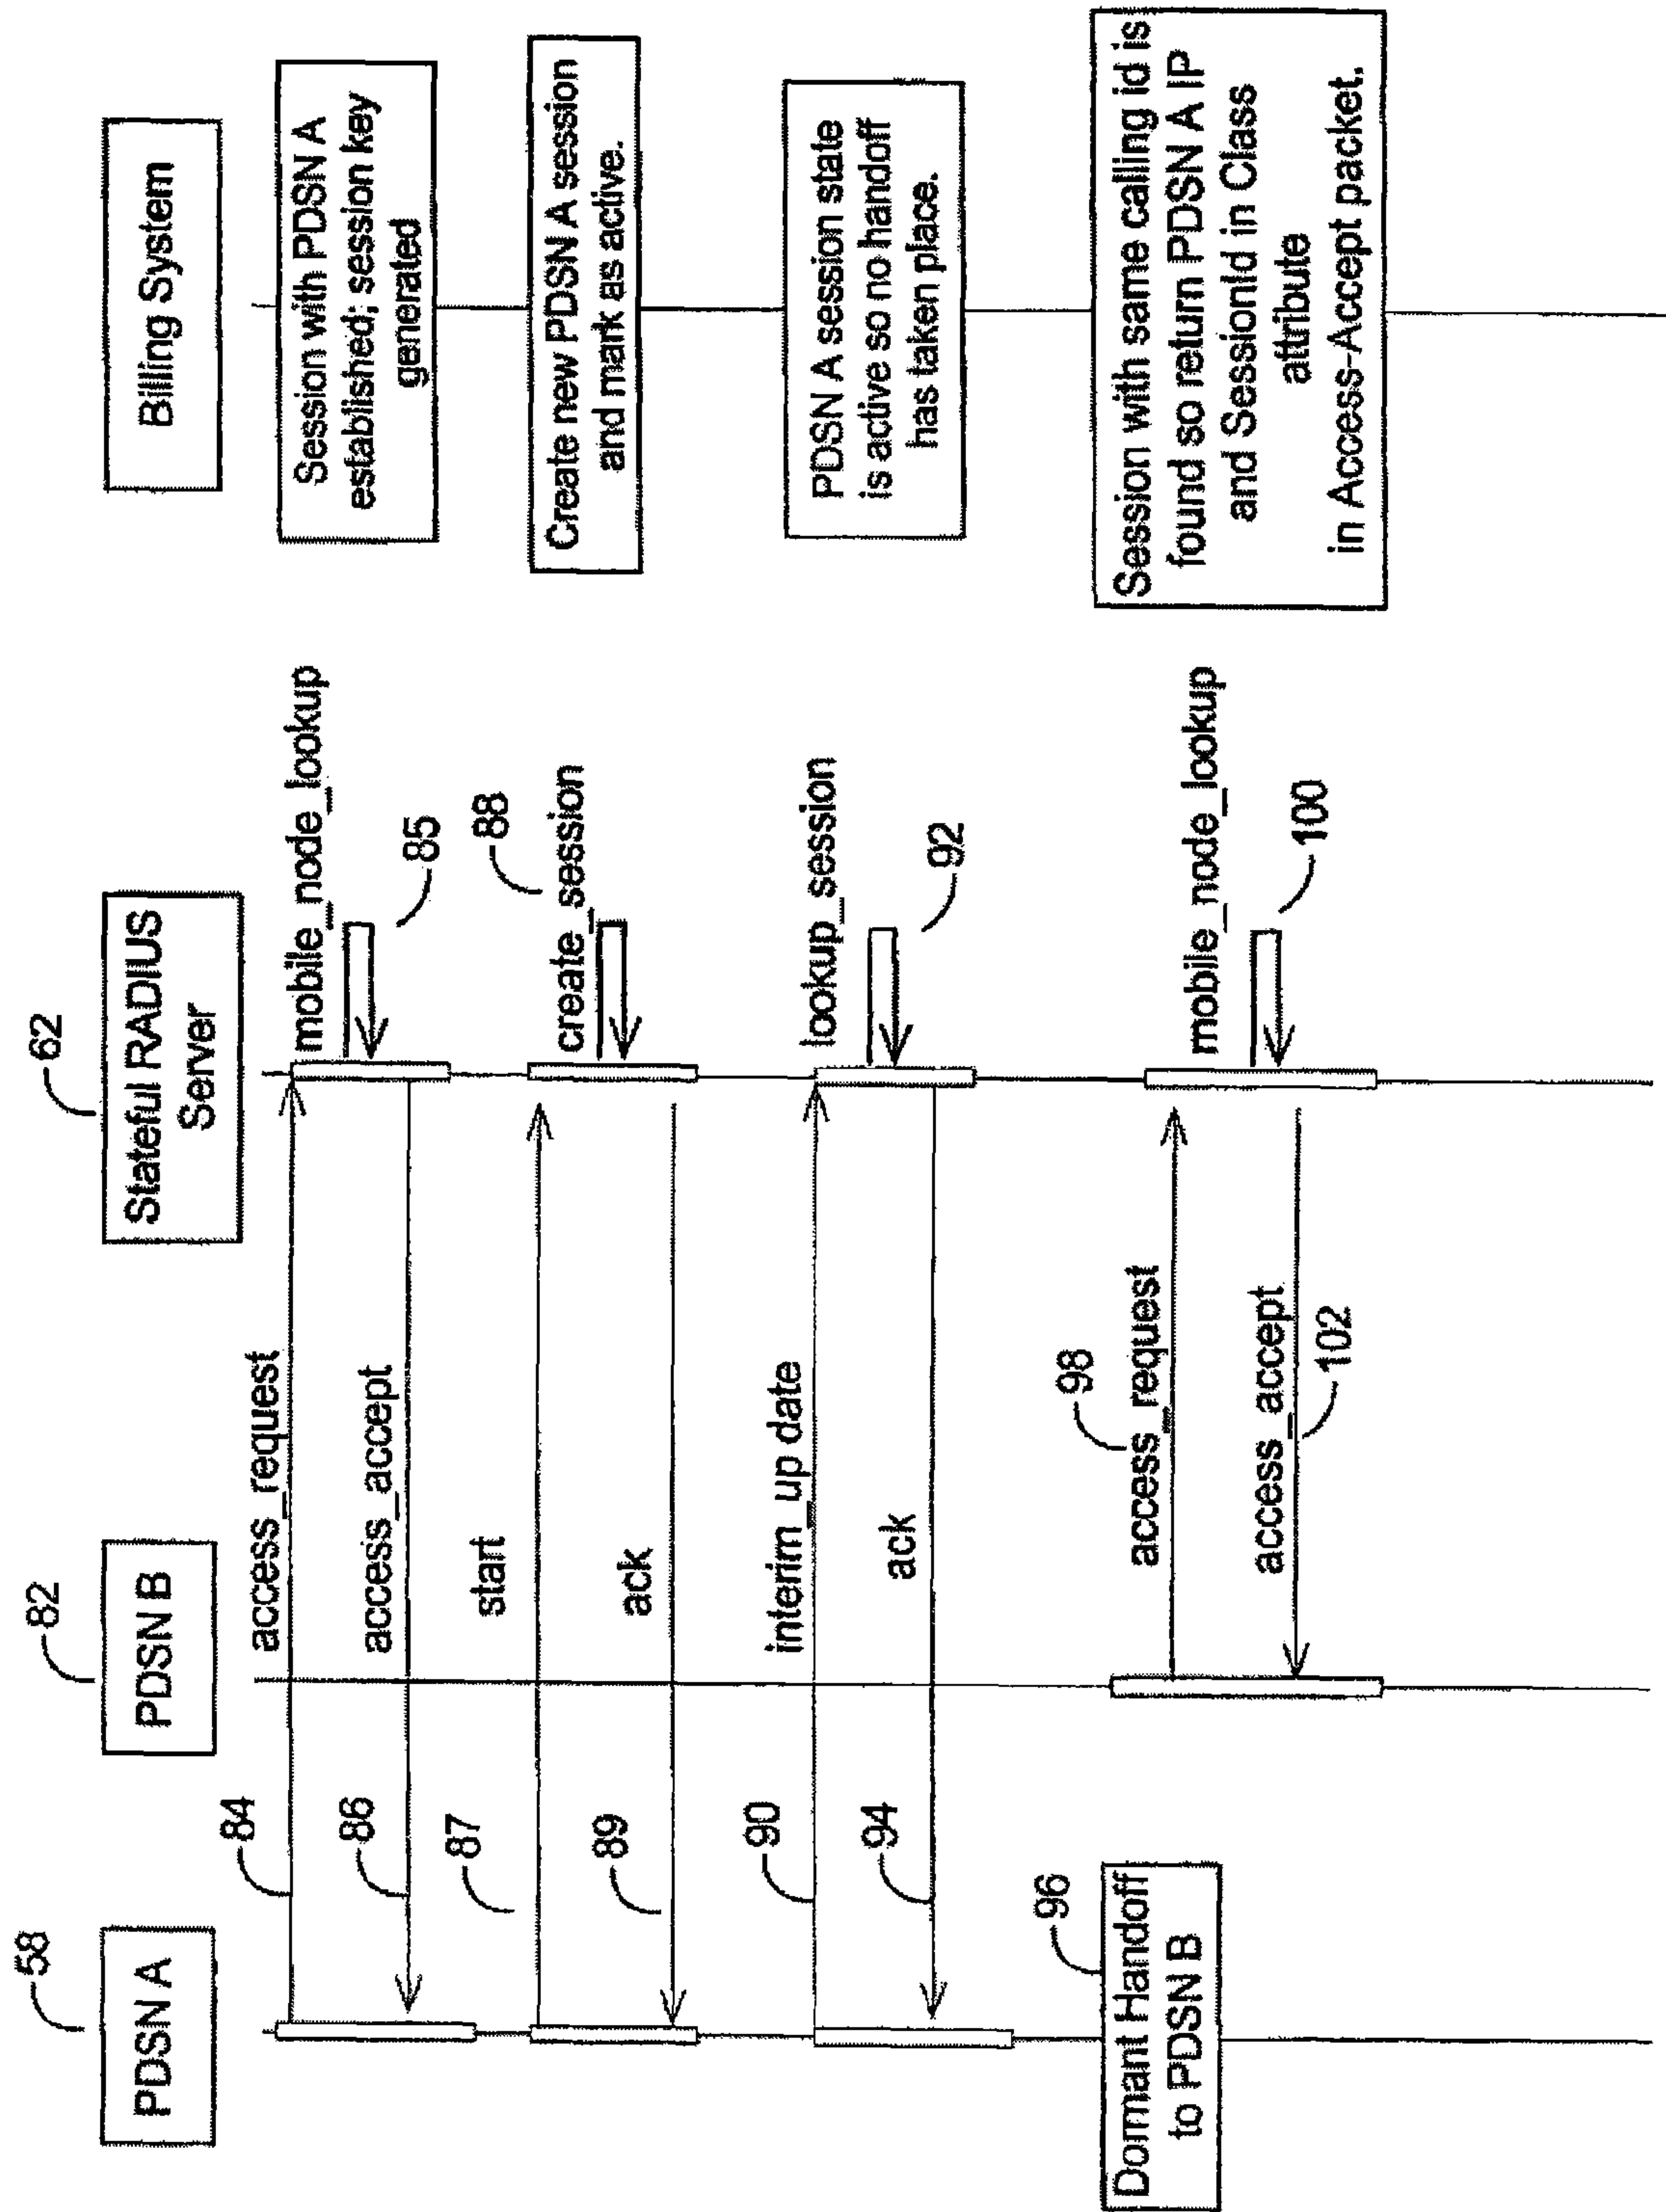 58
PDSN A
82
PDSN B
62
Stateful RADIUS
Server
Billing System
84
access_request
mobile_node_lookup
85
Session with PDSN A
established; session key
generated
86
access_accept
87
start
create_session
88
Create new PDSN A session
and mark as active.
89
ack
90
interim_up date
lookup_session
92
PDSN A session state
is active so no handoff
has taken place.
94
ack
96
Dormant Handoff
to PDSN B
98
access_request
mobile_node_lookup
100
Session with same calling id is
found so return PDSN A IP
and SessionId in Class
attribute
in Access-Accept packet.
access_accept
102